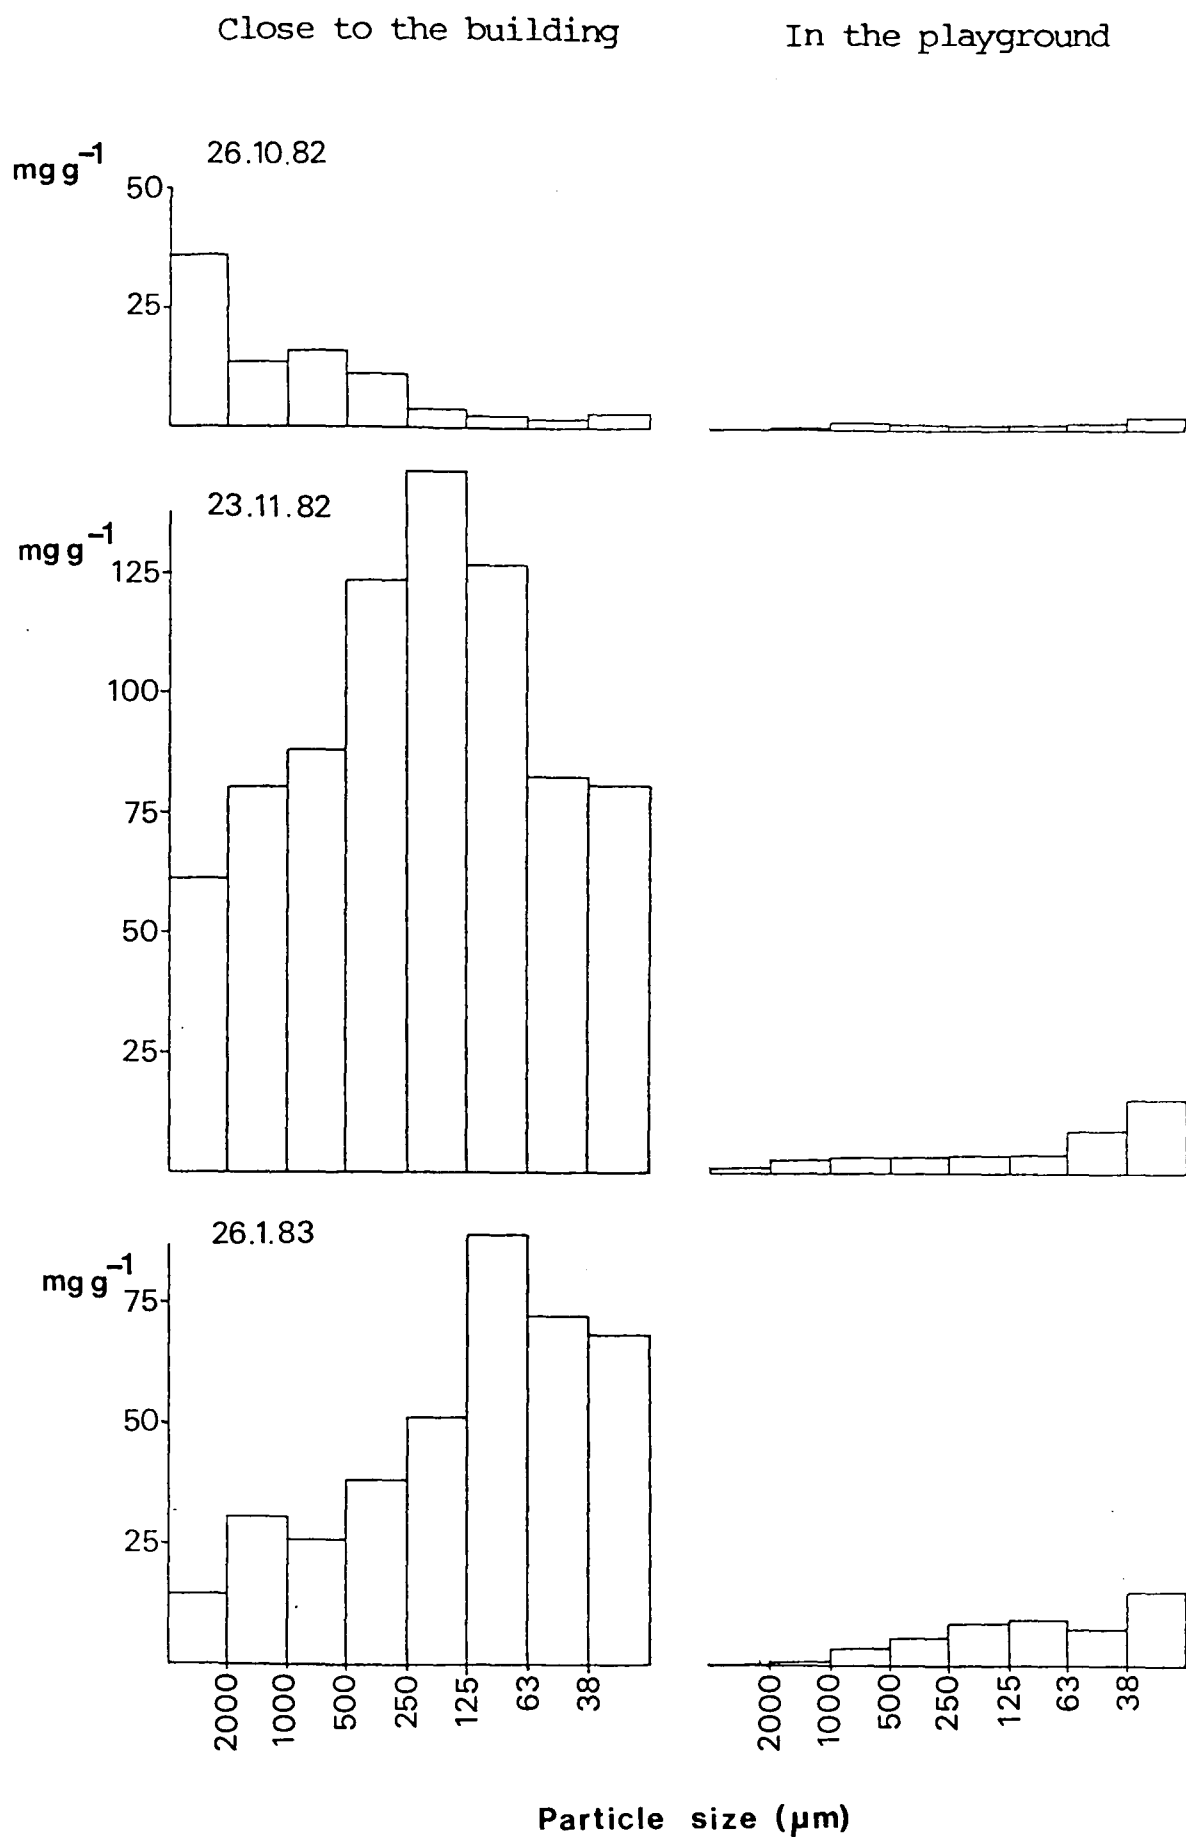 Close to the building
In the playground
mg g⁻¹
26.10.82
50
25
23.11.82
mg g⁻¹
125
100
75
50
25
26.1.83
mg g⁻¹
75
50
25
2000 1000 500 250 125 63 38
2000 1000 500 250 125 63 38
Particle size (µm)